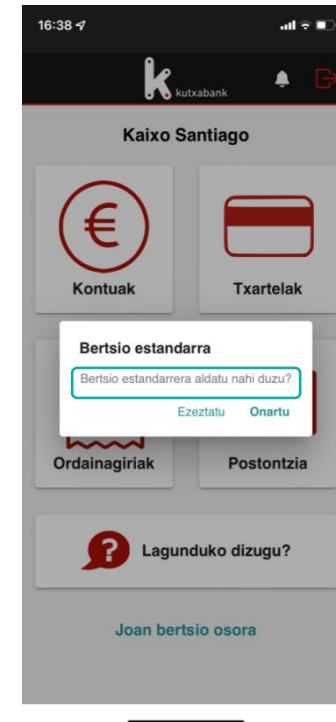 16:38
kutxabank
Kaixo Santiago
Kontuak
Txartelak
Bertsio estandarra
Bertsio estandarrera aldatu nahi duzu?
Ezeztatu
Onartu
Ordainagiriak
Postontzia
Lagunduko dizugu?
Joan bertsio osora